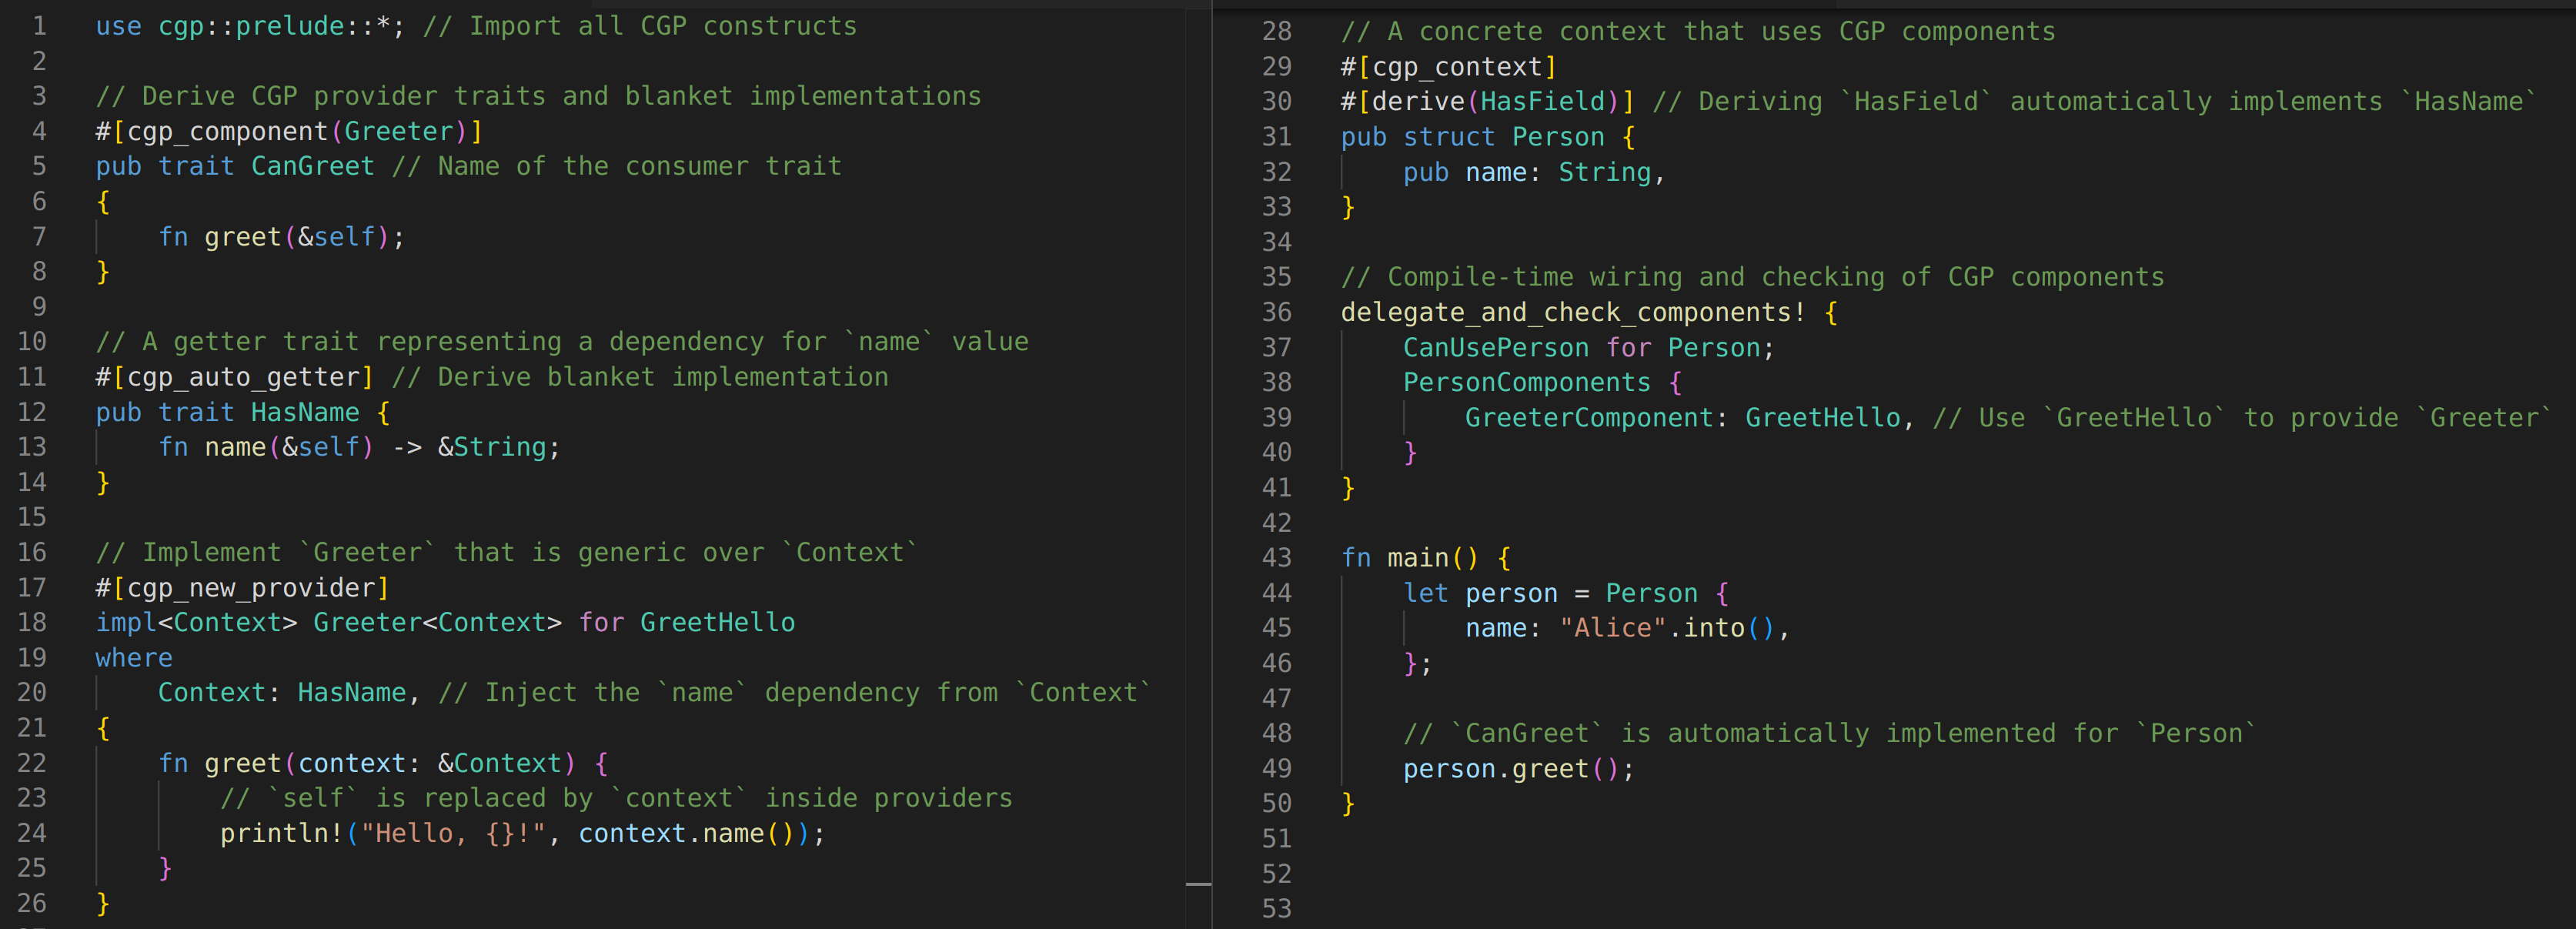 1 use cgp::prelude::*; // Import all CGP constructs
2
3 // Derive CGP provider traits and blanket implementations
4 #[cgp_component(Greeter)]
5 pub trait CanGreet // Name of the consumer trait
6 {
7     fn greet(&self);
8 }
9
10 // A getter trait representing a dependency for `name` value
11 #[cgp_auto_getter] // Derive blanket implementation
12 pub trait HasName {
13     fn name(&self) -> &String;
14 }
15
16 // Implement `Greeter` that is generic over `Context`
17 #[cgp_new_provider]
18 impl<Context> Greeter<Context> for GreetHello
19 where
20     Context: HasName, // Inject the `name` dependency from `Context`
21 {
22     fn greet(context: &Context) {
23         // `self` is replaced by `context` inside providers
24         println!("Hello, {}!", context.name());
25     }
26 }
28 // A concrete context that uses CGP components
29 #[cgp_context]
30 #[derive(HasField)] // Deriving `HasField` automatically implements `HasName`
31 pub struct Person {
32     pub name: String,
33 }
34
35 // Compile-time wiring and checking of CGP components
36 delegate_and_check_components! {
37     CanUsePerson for Person;
38     PersonComponents {
39         GreeterComponent: GreetHello, // Use `GreetHello` to provide `Greeter`
40     }
41 }
42
43 fn main() {
44     let person = Person {
45         name: "Alice".into(),
46     };
47
48     // `CanGreet` is automatically implemented for `Person`
49     person.greet();
50 }
51
52
53